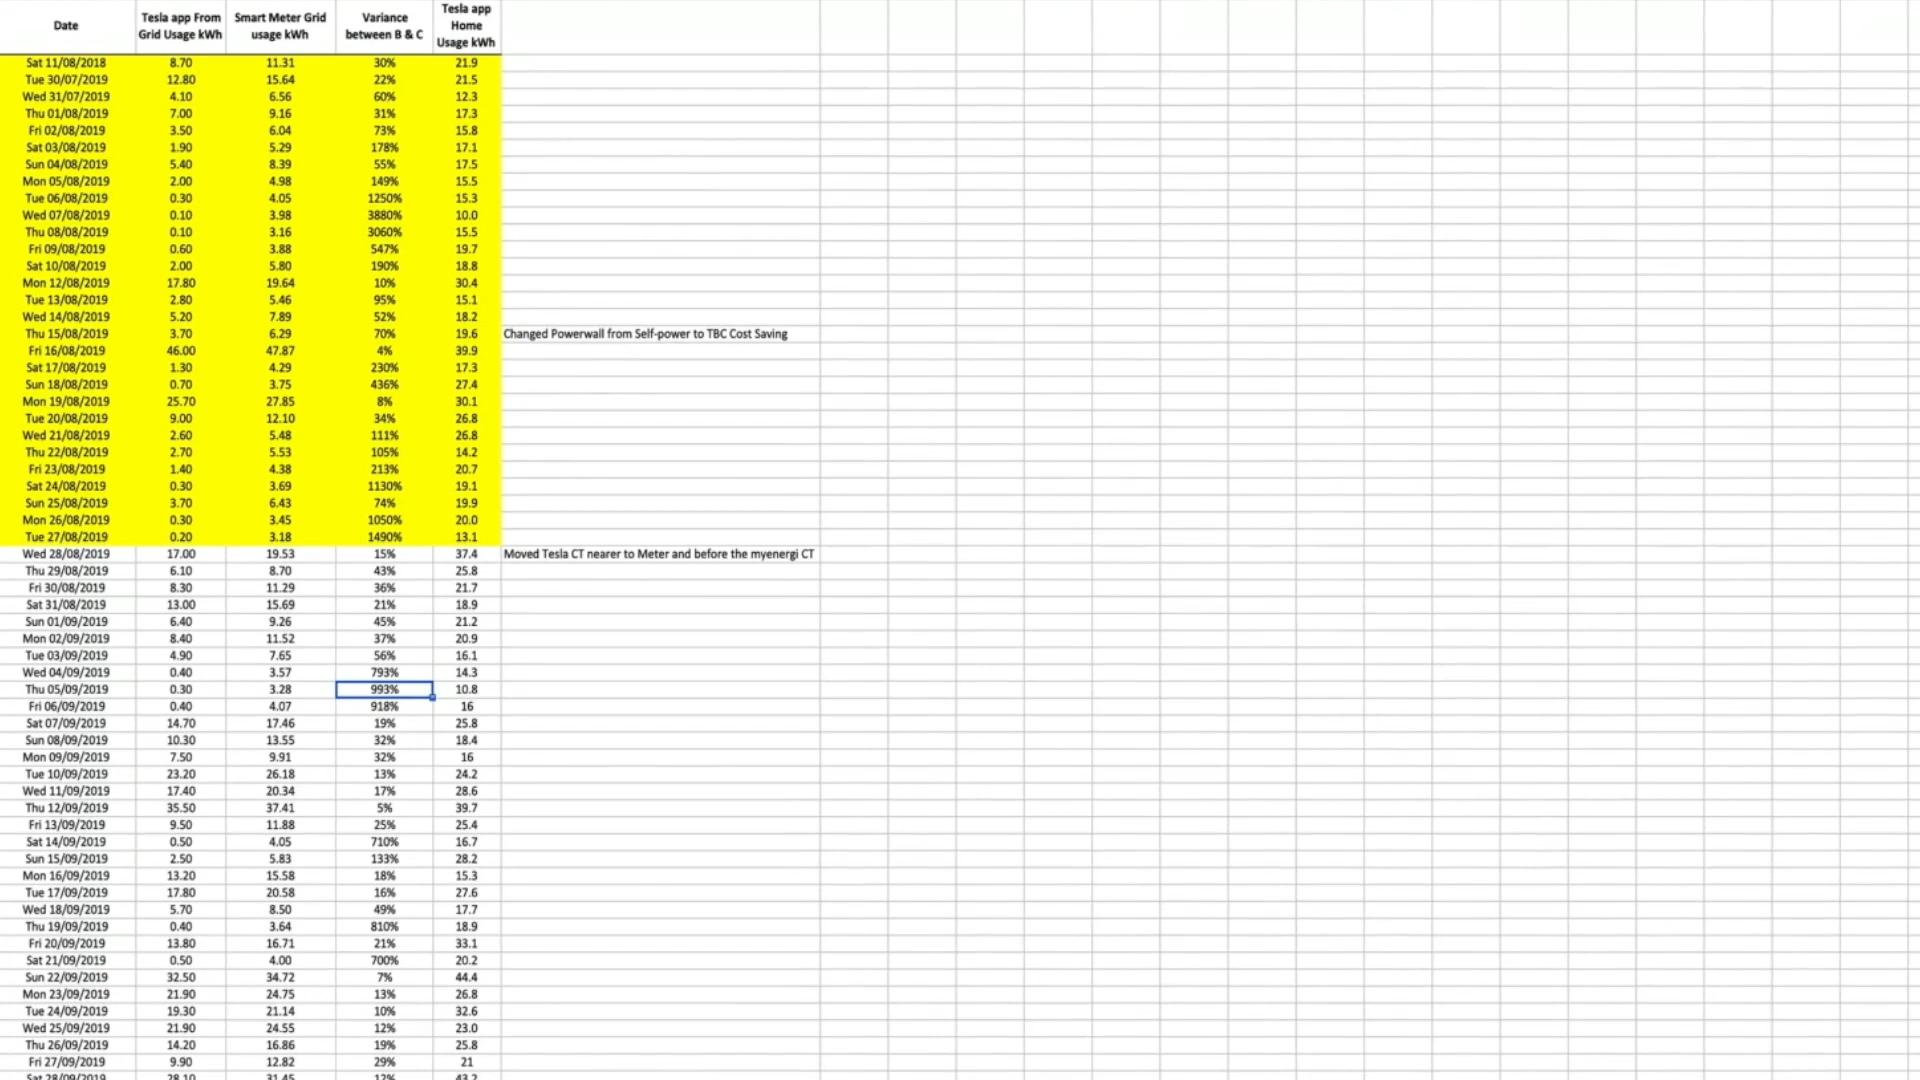 Date Tesla app From Grid Usage kWh Smart Meter Grid usage kWh Variance between B & C Tesla app Home Usage kWh
Sat 11/08/2018 8.70 11.31 30% 21.9
Tue 30/07/2019 12.80 15.64 22% 21.5
Wed 31/07/2019 4.10 6.56 60% 12.3
Thu 01/08/2019 7.00 9.16 31% 17.3
Fri 02/08/2019 3.50 6.04 73% 15.8
Sat 03/08/2019 1.90 5.29 178% 17.1
Sun 04/08/2019 5.40 8.39 55% 17.5
Mon 05/08/2019 2.00 4.98 149% 15.5
Tue 06/08/2019 0.30 4.05 1250% 15.3
Wed 07/08/2019 0.10 3.98 3880% 10.0
Thu 08/08/2019 0.10 3.16 3060% 15.5
Fri 09/08/2019 0.60 3.88 547% 19.7
Sat 10/08/2019 2.00 5.80 190% 18.8
Mon 12/08/2019 17.80 19.64 10% 30.4
Tue 13/08/2019 2.80 5.46 95% 15.1
Wed 14/08/2019 5.20 7.89 52% 18.2
Thu 15/08/2019 3.70 6.29 70% 19.6 Changed Powerwall from Self-power to TBC Cost Saving
Fri 16/08/2019 46.00 47.87 4% 39.9
Sat 17/08/2019 1.30 4.29 230% 17.3
Sun 18/08/2019 0.70 3.75 436% 27.4
Mon 19/08/2019 25.70 27.85 8% 30.1
Tue 20/08/2019 9.00 12.10 34% 26.8
Wed 21/08/2019 2.60 5.48 111% 26.8
Thu 22/08/2019 2.70 5.53 105% 14.2
Fri 23/08/2019 1.40 4.38 213% 20.7
Sat 24/08/2019 0.30 3.69 1130% 19.1
Sun 25/08/2019 3.70 6.43 74% 19.9
Mon 26/08/2019 0.30 3.45 1050% 20.0
Tue 27/08/2019 0.20 3.18 1490% 13.1
Wed 28/08/2019 17.00 19.53 15% 37.4 Moved Tesla CT nearer to Meter and before the myenergi CT
Thu 29/08/2019 6.10 8.70 43% 25.8
Fri 30/08/2019 8.30 11.29 36% 21.7
Sat 31/08/2019 13.00 15.69 21% 18.9
Sun 01/09/2019 6.40 9.26 45% 21.2
Mon 02/09/2019 8.40 11.52 37% 20.9
Tue 03/09/2019 4.90 7.65 56% 16.1
Wed 04/09/2019 0.40 3.57 793% 14.3
Thu 05/09/2019 0.30 3.28 993% 10.8
Fri 06/09/2019 0.40 4.07 918% 16
Sat 07/09/2019 14.70 17.46 19% 25.8
Sun 08/09/2019 10.30 13.55 32% 18.4
Mon 09/09/2019 7.50 9.91 32% 16
Tue 10/09/2019 23.20 26.18 13% 24.2
Wed 11/09/2019 17.40 20.34 17% 28.6
Thu 12/09/2019 35.50 37.41 5% 39.7
Fri 13/09/2019 9.50 11.88 25% 25.4
Sat 14/09/2019 0.50 4.05 710% 16.7
Sun 15/09/2019 2.50 5.83 133% 28.2
Mon 16/09/2019 13.20 15.58 18% 15.3
Tue 17/09/2019 17.80 20.58 16% 27.6
Wed 18/09/2019 5.70 8.50 49% 17.7
Thu 19/09/2019 0.40 3.64 810% 18.9
Fri 20/09/2019 13.80 16.71 21% 33.1
Sat 21/09/2019 0.50 4.00 700% 20.2
Sun 22/09/2019 32.50 34.72 7% 44.4
Mon 23/09/2019 21.90 24.75 13% 26.8
Tue 24/09/2019 19.30 21.14 10% 32.6
Wed 25/09/2019 21.90 24.55 12% 23.0
Thu 26/09/2019 14.20 16.86 19% 25.8
Fri 27/09/2019 9.90 12.82 29% 21
Sat 28/09/2019 28.10 31.45 12% 43.2